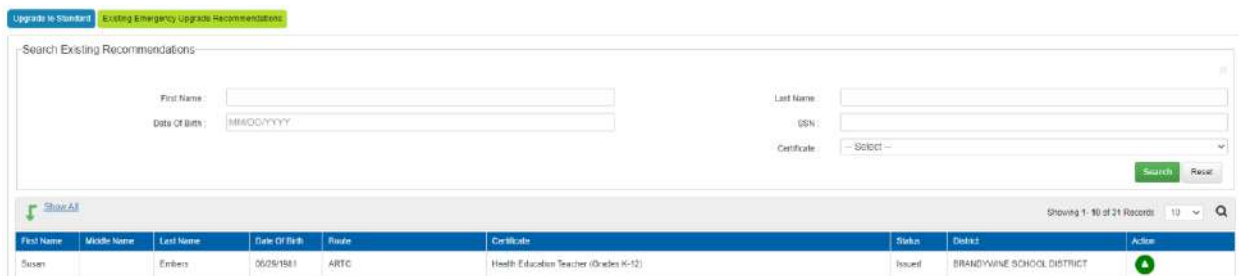 Upgrade to Standard Existing Emergency Upgrade Recommendations
Search Existing Recommendations
First Name : Last Name :
Date Of Birth : MM/DD/YYYY SSN :
Certificate : -- Select --
Search Reset
Show All Showing 1- 10 of 21 Records 10
First Name Middle Name Last Name Date Of Birth Route Certificate Status District Action
Susan Embers 06/29/1981 ARTC Health Education Teacher (Grades K-12) Issued BRANDYWINE SCHOOL DISTRICT